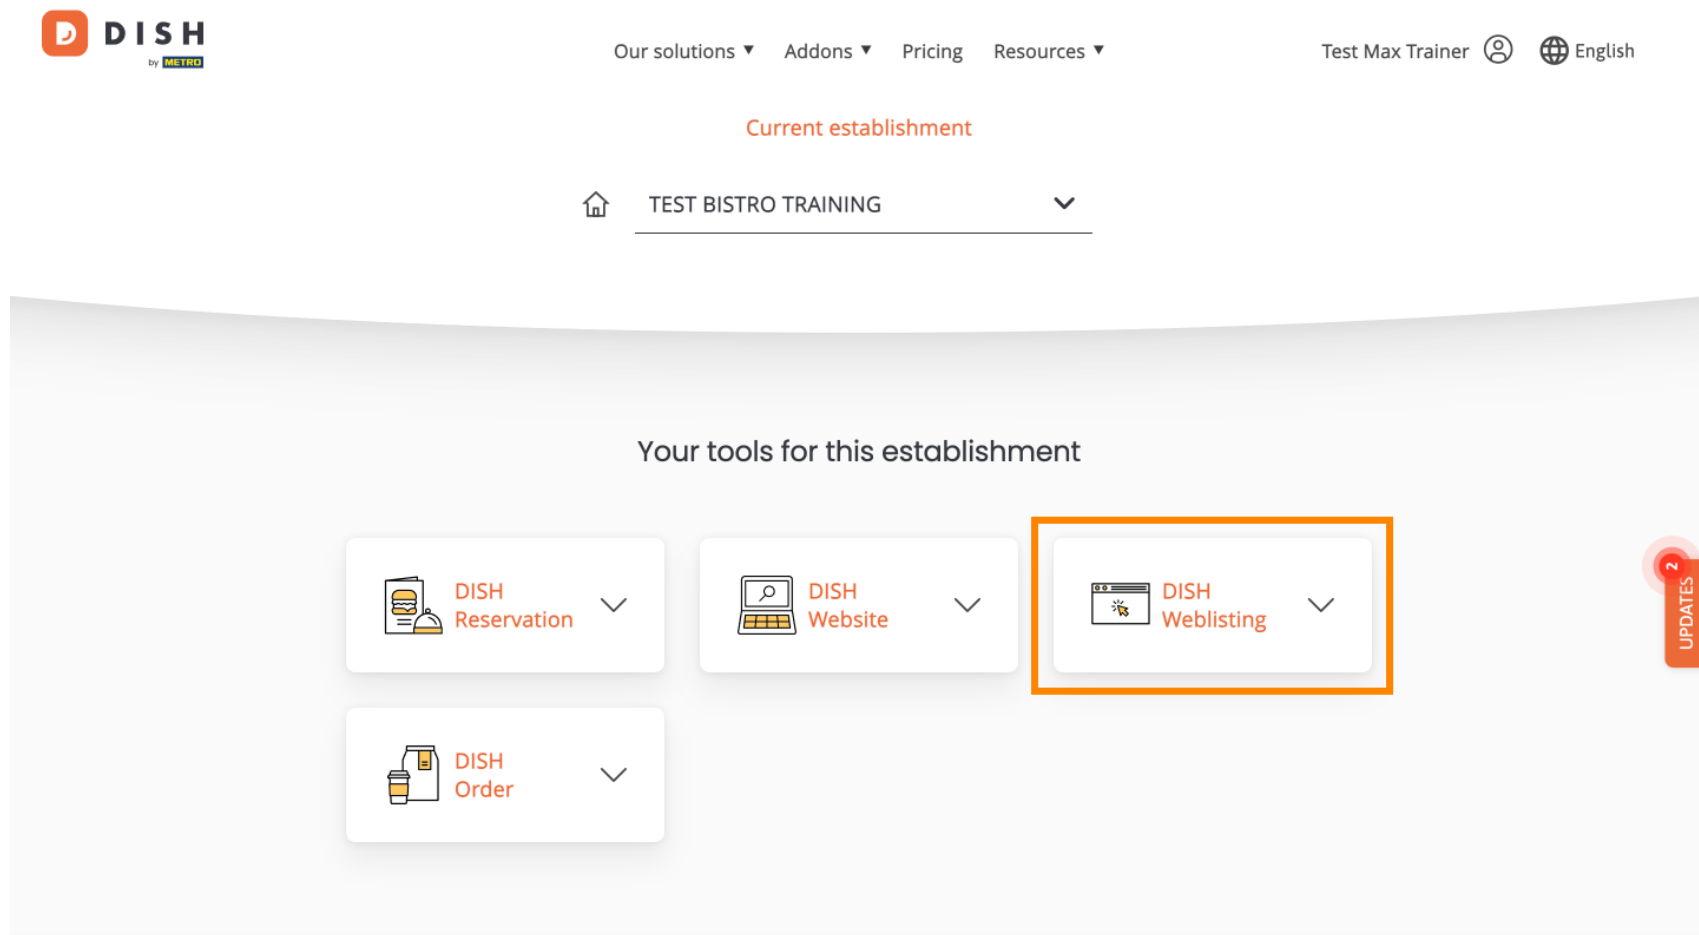 DISH
by METRO
Our solutions ▼ Addons ▼ Pricing Resources ▼
Test Max Trainer English
Current establishment
TEST BISTRO TRAINING
Your tools for this establishment
DISH
Reservation
DISH
Website
DISH
Weblisting
DISH
Order
2
UPDATES